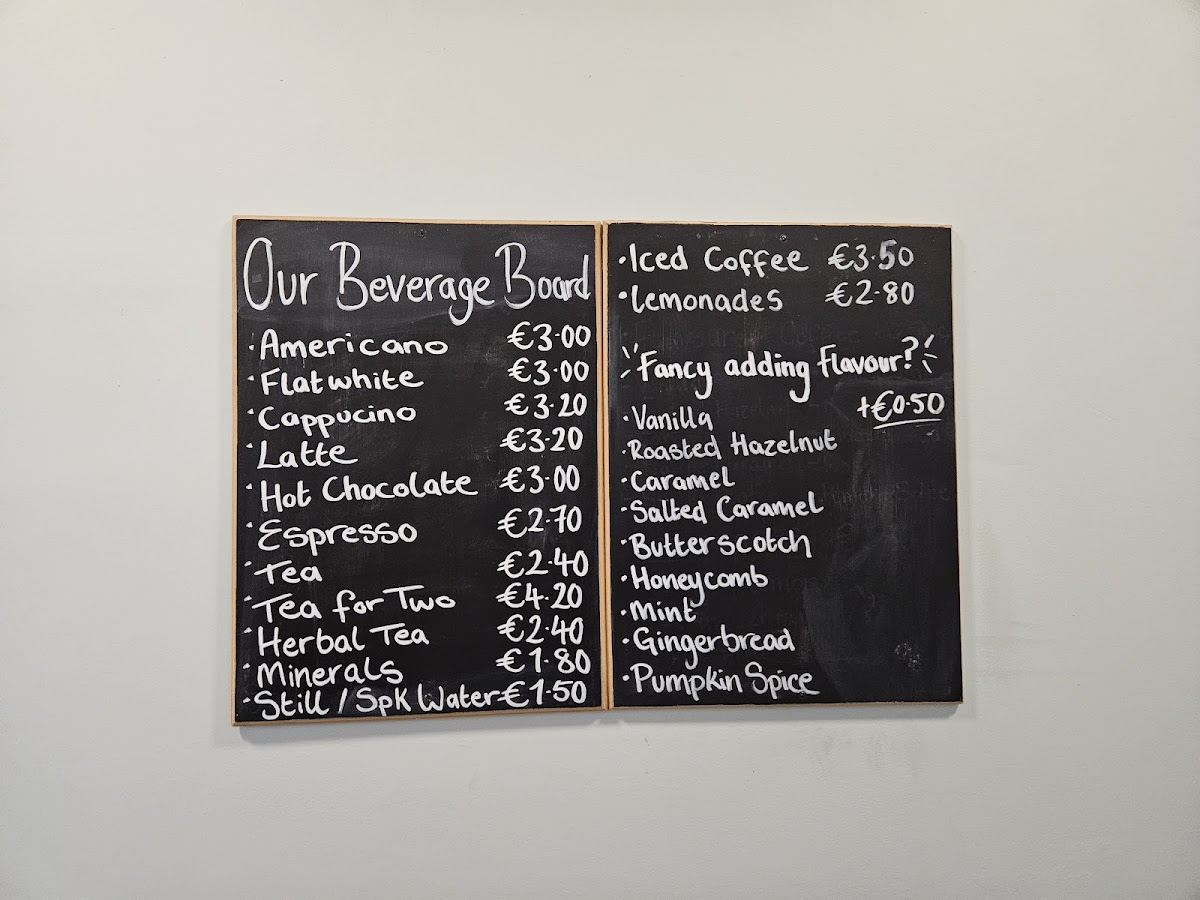 Our Beverage Board
· Americano €3.00
· Flatwhite €3.00
· Cappucino €3.20
· Latte €3.20
· Hot Chocolate €3.00
· Espresso €2.70
· Tea €2.40
· Tea for Two €4.20
· Herbal Tea €2.40
· Minerals €1.80
· Still / Spk Water - €1.50
· Iced Coffee €3.50
· Lemonades €2.80
Fancy adding flavour?
+€0.50
· Vanilla
· Roasted Hazelnut
· Caramel
· Salted Caramel
· Butterscotch
· Honeycomb
· Mint
· Gingerbread
· Pumpkin Spice